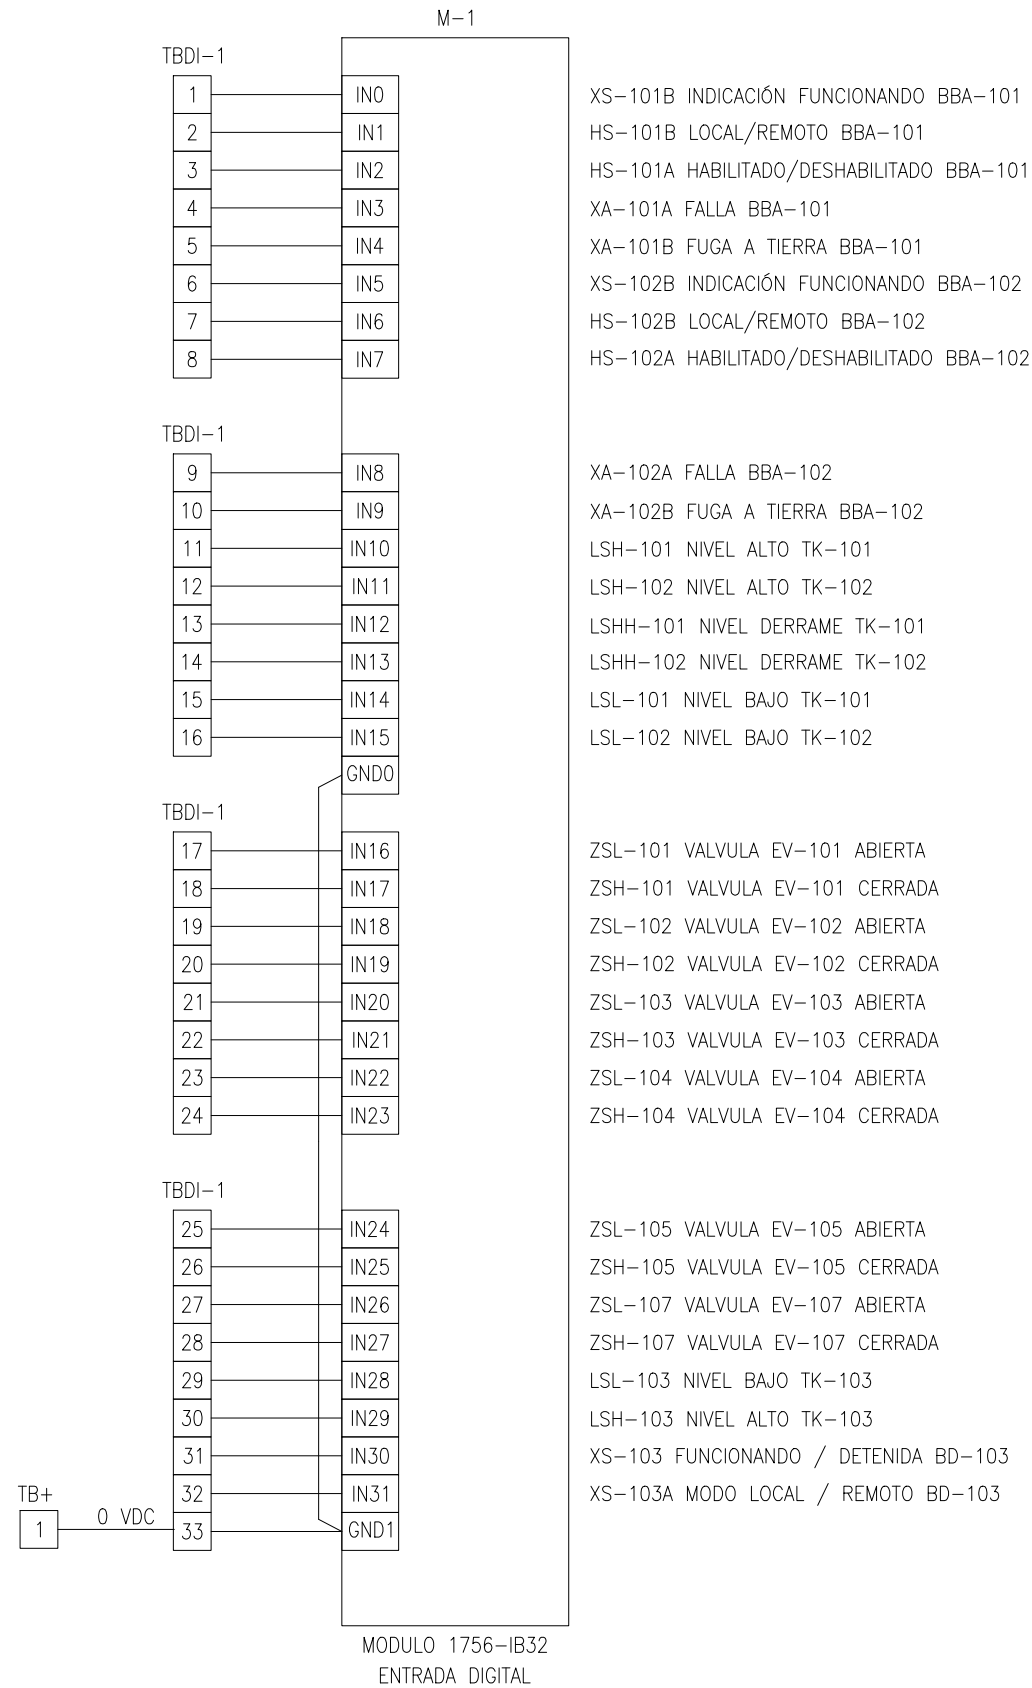 M-1
TBDI-1
1 IN0 XS-101B INDICACIÓN FUNCIONANDO BBA-101
2 IN1 HS-101B LOCAL/REMOTO BBA-101
3 IN2 HS-101A HABILITADO/DESHABILITADO BBA-101
4 IN3 XA-101A FALLA BBA-101
5 IN4 XA-101B FUGA A TIERRA BBA-101
6 IN5 XS-102B INDICACIÓN FUNCIONANDO BBA-102
7 IN6 HS-102B LOCAL/REMOTO BBA-102
8 IN7 HS-102A HABILITADO/DESHABILITADO BBA-102
TBDI-1
9 IN8 XA-102A FALLA BBA-102
10 IN9 XA-102B FUGA A TIERRA BBA-102
11 IN10 LSH-101 NIVEL ALTO TK-101
12 IN11 LSH-102 NIVEL ALTO TK-102
13 IN12 LSHH-101 NIVEL DERRAME TK-101
14 IN13 LSHH-102 NIVEL DERRAME TK-102
15 IN14 LSL-101 NIVEL BAJO TK-101
16 IN15 LSL-102 NIVEL BAJO TK-102
GND0
TBDI-1
17 IN16 ZSL-101 VALVULA EV-101 ABIERTA
18 IN17 ZSH-101 VALVULA EV-101 CERRADA
19 IN18 ZSL-102 VALVULA EV-102 ABIERTA
20 IN19 ZSH-102 VALVULA EV-102 CERRADA
21 IN20 ZSL-103 VALVULA EV-103 ABIERTA
22 IN21 ZSH-103 VALVULA EV-103 CERRADA
23 IN22 ZSL-104 VALVULA EV-104 ABIERTA
24 IN23 ZSH-104 VALVULA EV-104 CERRADA
TBDI-1
25 IN24 ZSL-105 VALVULA EV-105 ABIERTA
26 IN25 ZSH-105 VALVULA EV-105 CERRADA
27 IN26 ZSL-107 VALVULA EV-107 ABIERTA
28 IN27 ZSH-107 VALVULA EV-107 CERRADA
29 IN28 LSL-103 NIVEL BAJO TK-103
30 IN29 LSH-103 NIVEL ALTO TK-103
31 IN30 XS-103 FUNCIONANDO / DETENIDA BD-103
TB+
32 IN31 XS-103A MODO LOCAL / REMOTO BD-103
1 0 VDC 33 GND1
MODULO 1756-IB32
ENTRADA DIGITAL